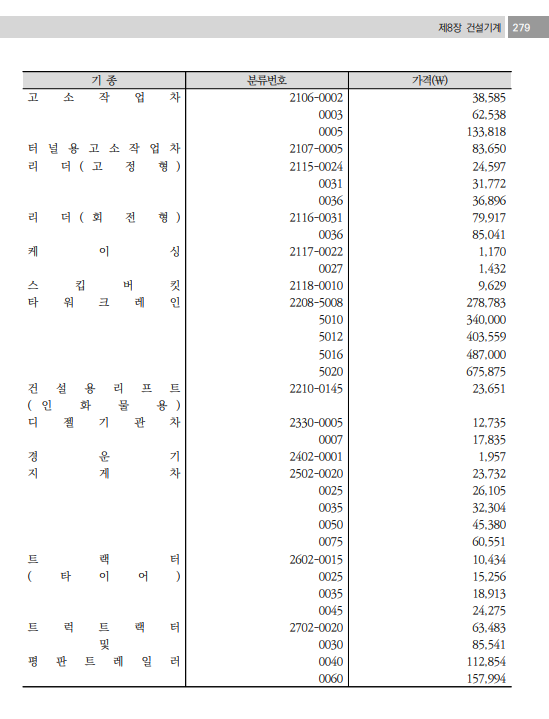 제8장 건설기계 279
기 종 분류번호 가격(₩)
고 소 작 업 차 2106-0002 38,585
0003 62,538
0005 133,818
터 널 용 고 소 작 업 차 2107-0005 83,650
리 더 ( 고 정 형 ) 2115-0024 24,597
0031 31,772
0036 36,896
리 더 ( 회 전 형 ) 2116-0031 79,917
0036 85,041
케 이 싱 2117-0022 1,170
0027 1,432
스 킵 버 킷 2118-0010 9,629
타 워 크 레 인 2208-5008 278,783
5010 340,000
5012 403,559
5016 487,000
5020 675,875
건 설 용 리 프 트 2210-0145 23,651
( 인 화 물 용 )
디 젤 기 관 차 2330-0005 12,735
0007 17,835
경 운 기 2402-0001 1,957
지 게 차 2502-0020 23,732
0025 26,105
0035 32,304
0050 45,380
0075 60,551
트 랙 터 2602-0015 10,434
( 타 이 어 ) 0025 15,256
0035 18,913
0045 24,275
트 럭 트 랙 터 2702-0020 63,483
및 0030 85,541
평 판 트 레 일 러 0040 112,854
0060 157,994